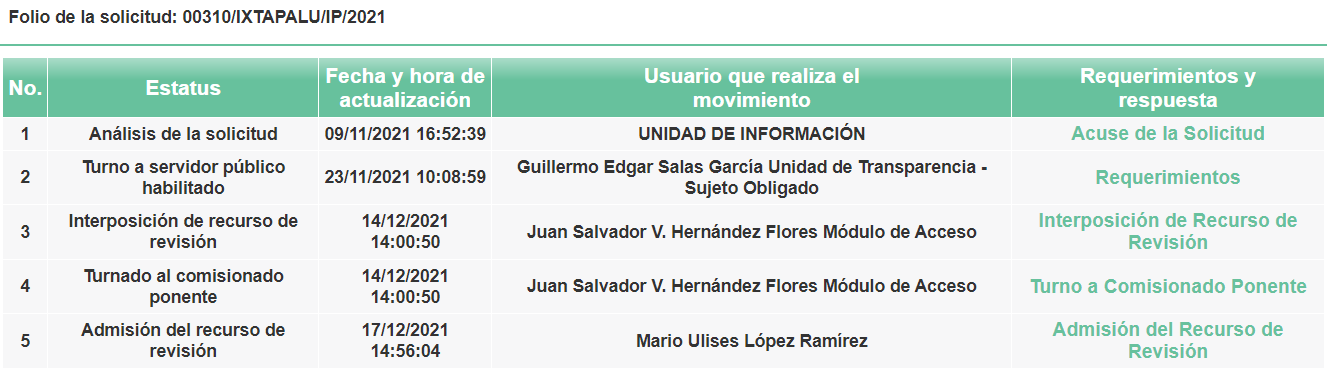 Folio de la solicitud: 00310/IXTAPALU/IP/2021
No.
Estatus
Fecha y hora de
actualización
Usuario que realiza el
movimiento
Requerimientos y
respuesta
1
Análisis de la solicitud
09/11/2021 16:52:39
UNIDAD DE INFORMACIÓN
Acuse de la Solicitud
2
Turno a servidor público
habilitado
23/11/2021 10:08:59
Guillermo Edgar Salas García Unidad de Transparencia -
Sujeto Obligado
Requerimientos
3
Interposición de recurso de
revisión
14/12/2021
14:00:50
Juan Salvador V. Hernández Flores Módulo de Acceso
Interposición de Recurso de
Revisión
4
Turnado al comisionado
ponente
14/12/2021
14:00:50
Juan Salvador V. Hernández Flores Módulo de Acceso
Turno a Comisionado Ponente
5
Admisión del recurso de
revisión
17/12/2021
14:56:04
Mario Ulises López Ramírez
Admisión del Recurso de
Revisión